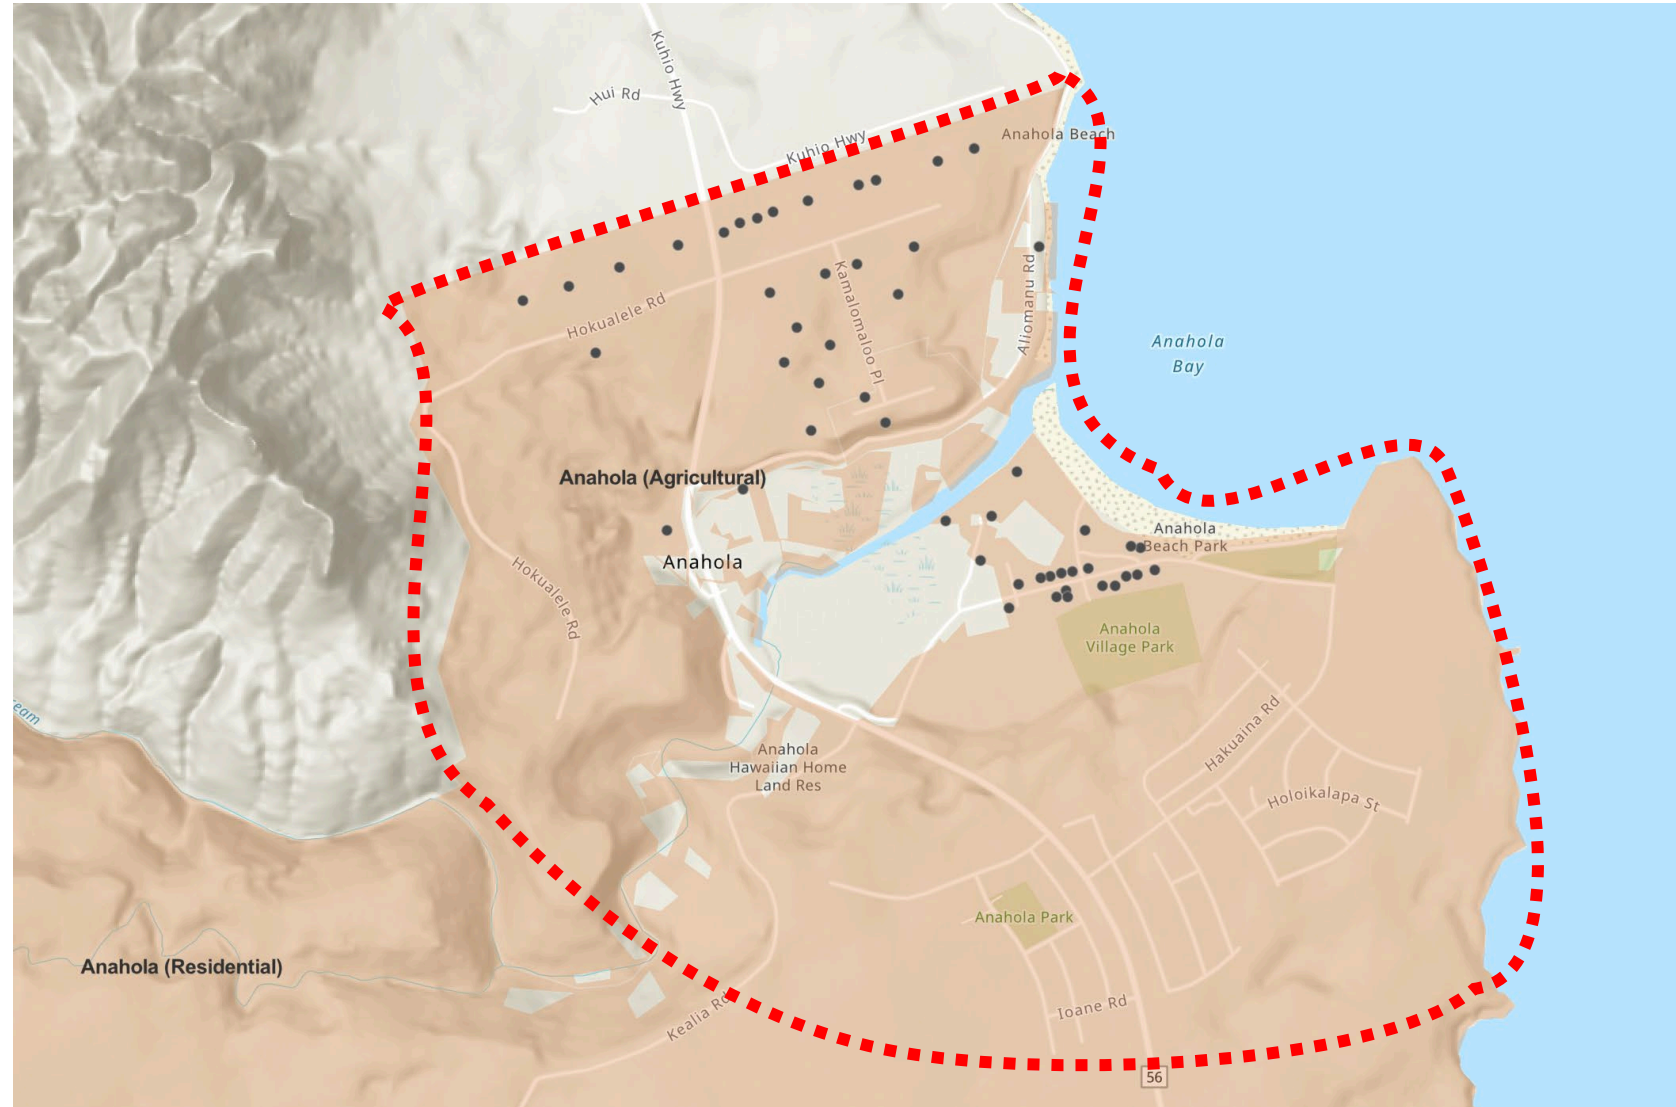 Kuhio Hwy
Hui Rd
Kuhio Hwy
Anahola Beach
Aliomanu Rd
Kamalomaloo Pl
Hokualele Rd
Anahola
Bay
Anahola (Agricultural)
Anahola
Anahola
Beach Park
Hokualele Rd
Anahola
Village Park
Hakuaina Rd
eam
Anahola
Hawaiian Home
Land Res
Holoikalapa St
Anahola Park
Anahola (Residential)
Kealia Rd
Ioane Rd
56